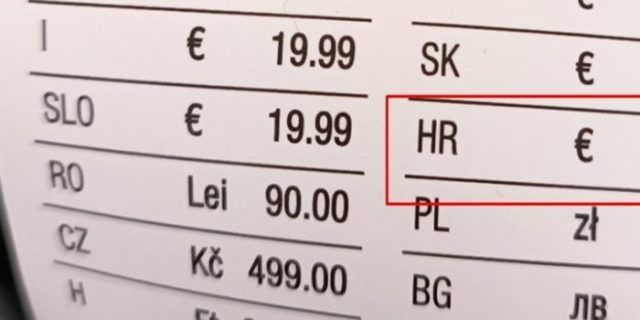 I € 19.99
SLO € 19.99
RO Lei 90.00
CZ Kč 499.00
H Ft
€
SK €
HR €
PL zł
BG лв